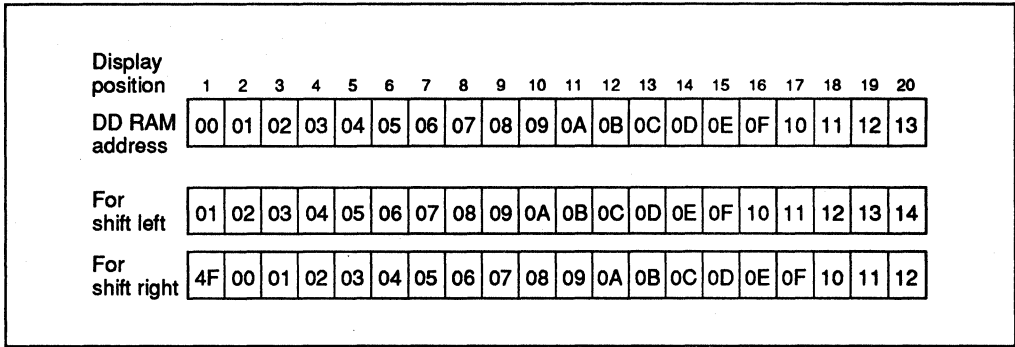 Display
position 1 2 3 4 5 6 7 8 9 10 11 12 13 14 15 16 17 18 19 20
DD RAM
address 00 01 02 03 04 05 06 07 08 09 0A 0B 0C 0D 0E 0F 10 11 12 13
For
shift left 01 02 03 04 05 06 07 08 09 0A 0B 0C 0D 0E 0F 10 11 12 13 14
For
shift right 4F 00 01 02 03 04 05 06 07 08 09 0A 0B 0C 0D 0E 0F 10 11 12